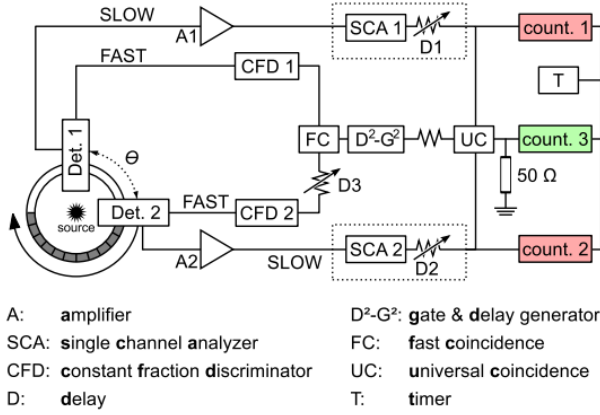 SLOW
A1
SCA 1
D1
count. 1
FAST
CFD 1
T
Det. 1
Θ
FC
D²-G²
UC
count. 3
D3
50 Ω
source
Det. 2
FAST
CFD 2
A2
SLOW
SCA 2
D2
count. 2
A: amplifier
SCA: single channel analyzer
CFD: constant fraction discriminator
D: delay
D²-G²: gate & delay generator
FC: fast coincidence
UC: universal coincidence
T: timer